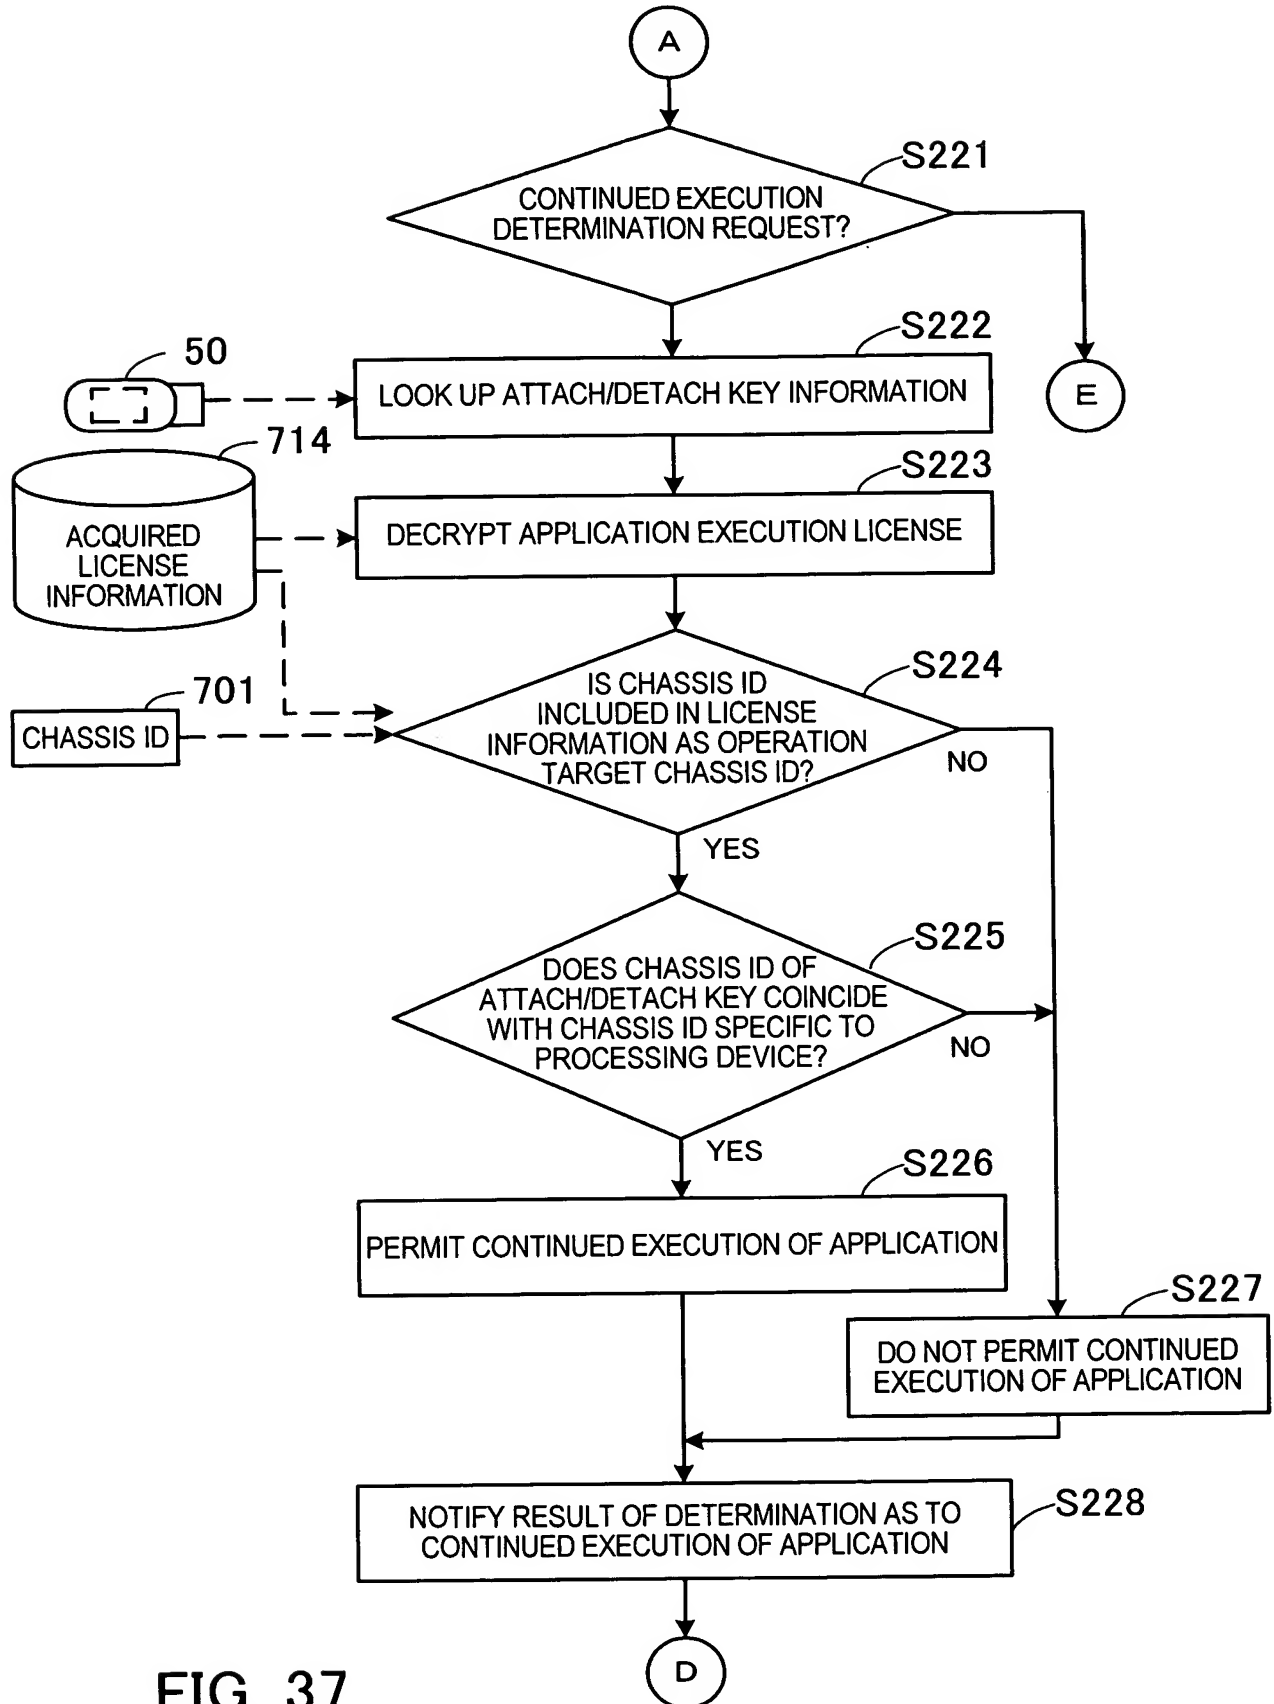 A
S221
CONTINUED EXECUTION
DETERMINATION REQUEST?
S222
50
LOOK UP ATTACH/DETACH KEY INFORMATION
E
714
S223
ACQUIRED
LICENSE
INFORMATION
DECRYPT APPLICATION EXECUTION LICENSE
S224
IS CHASSIS ID
INCLUDED IN LICENSE
INFORMATION AS OPERATION
TARGET CHASSIS ID?
701
CHASSIS ID
NO
YES
S225
DOES CHASSIS ID OF
ATTACH/DETACH KEY COINCIDE
WITH CHASSIS ID SPECIFIC TO
PROCESSING DEVICE?
NO
YES
S226
PERMIT CONTINUED EXECUTION OF APPLICATION
S227
DO NOT PERMIT CONTINUED
EXECUTION OF APPLICATION
S228
NOTIFY RESULT OF DETERMINATION AS TO
CONTINUED EXECUTION OF APPLICATION
D
FIG. 37